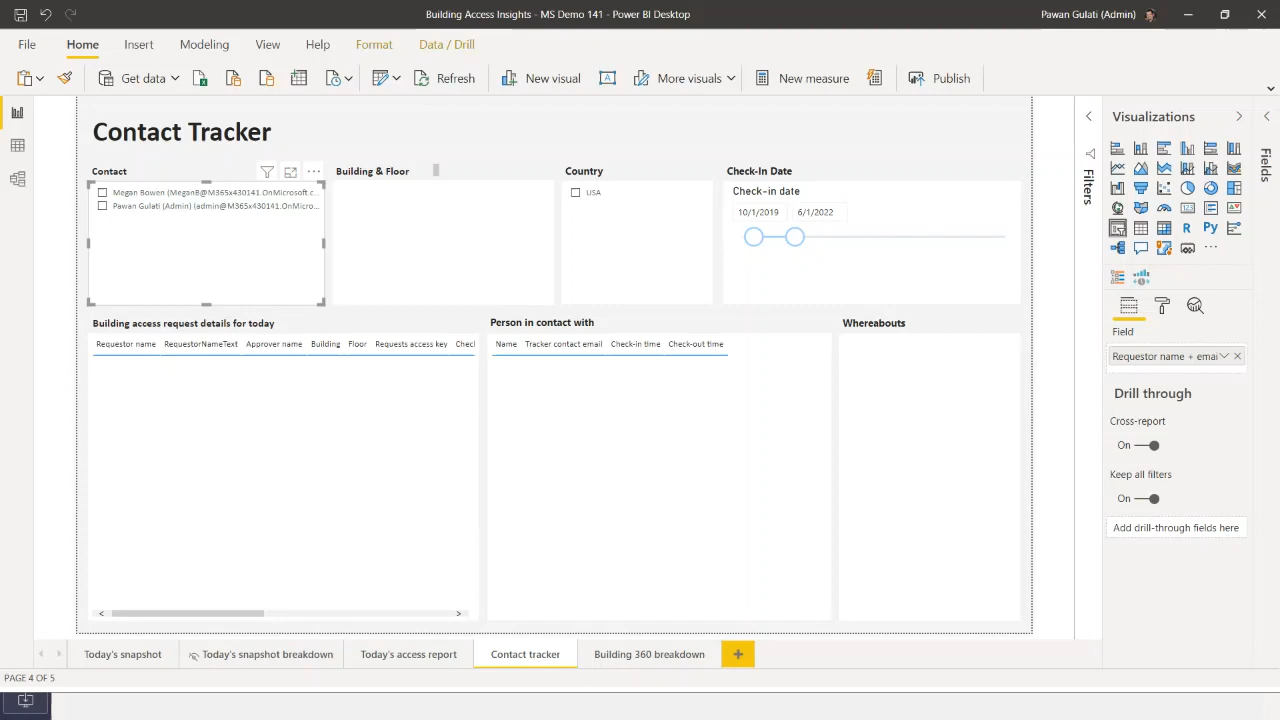 Building Access Insights - MS Demo 141 - Power BI Desktop
Pawan Gulati (Admin)
File Home Insert Modeling View Help Format Data / Drill
Get data Refresh New visual More visuals New measure Publish
Contact Tracker
Contact
Megan Bowen (MeganB@M365x430141.OnMicrosoft.c...
Pawan Gulati (Admin) (admin@M365x430141.OnMicro...
Building & Floor
Country
USA
Check-In Date
Check-in date
10/1/2019 6/1/2022
Building access request details for today
Requestor name RequestorNameText Approver name Building Floor Requests access key Checl
Person in contact with
Name Tracker contact email Check-in time Check-out time
Whereabouts
Filters
Visualizations
R Py
Field
Requestor name + emai
Drill through
Cross-report
On
Keep all filters
On
Add drill-through fields here
Fields
Today's snapshot Today's snapshot breakdown Today's access report Contact tracker Building 360 breakdown
PAGE 4 OF 5